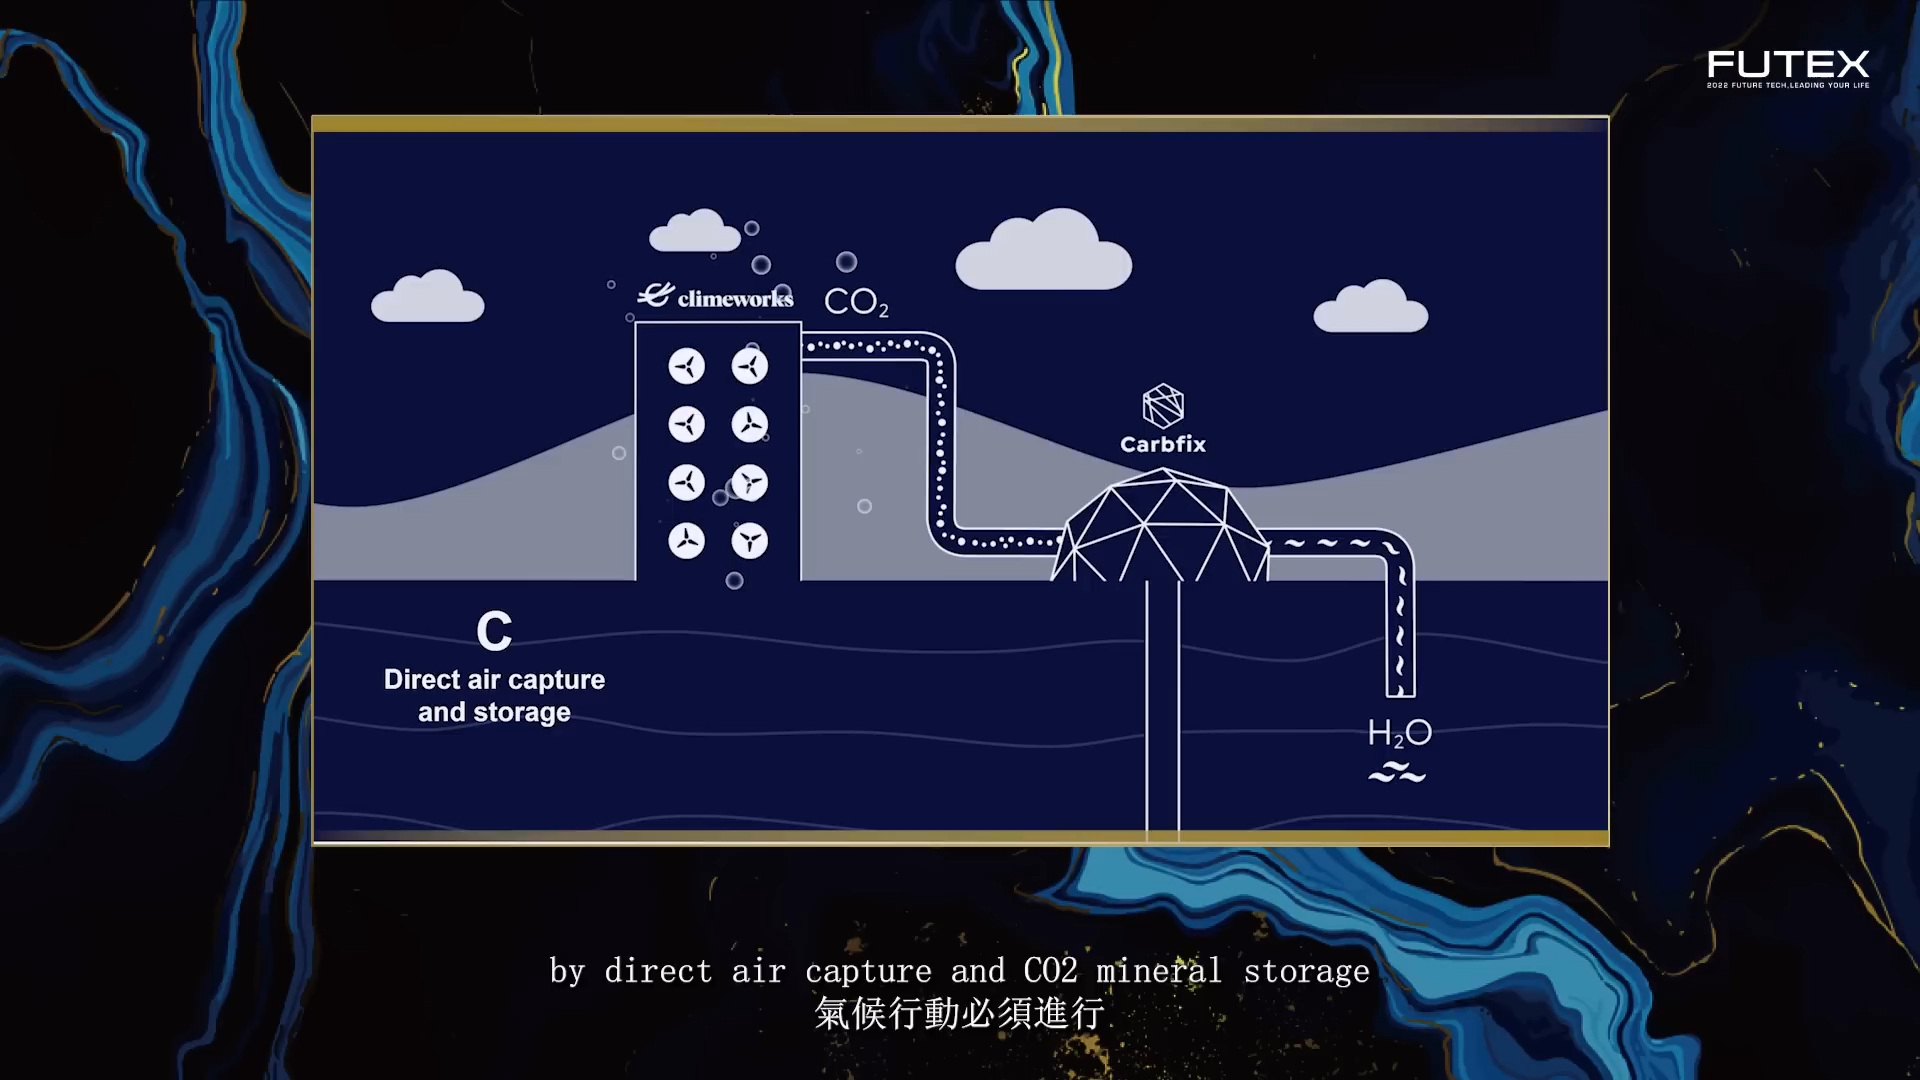 FUTEX
2022 FUTURE TECH,LEADING YOUR LIFE
climeworks
CO₂
Carbfix
C
Direct air capture
and storage
H₂O
by direct air capture and CO2 mineral storage
氣候行動必須進行